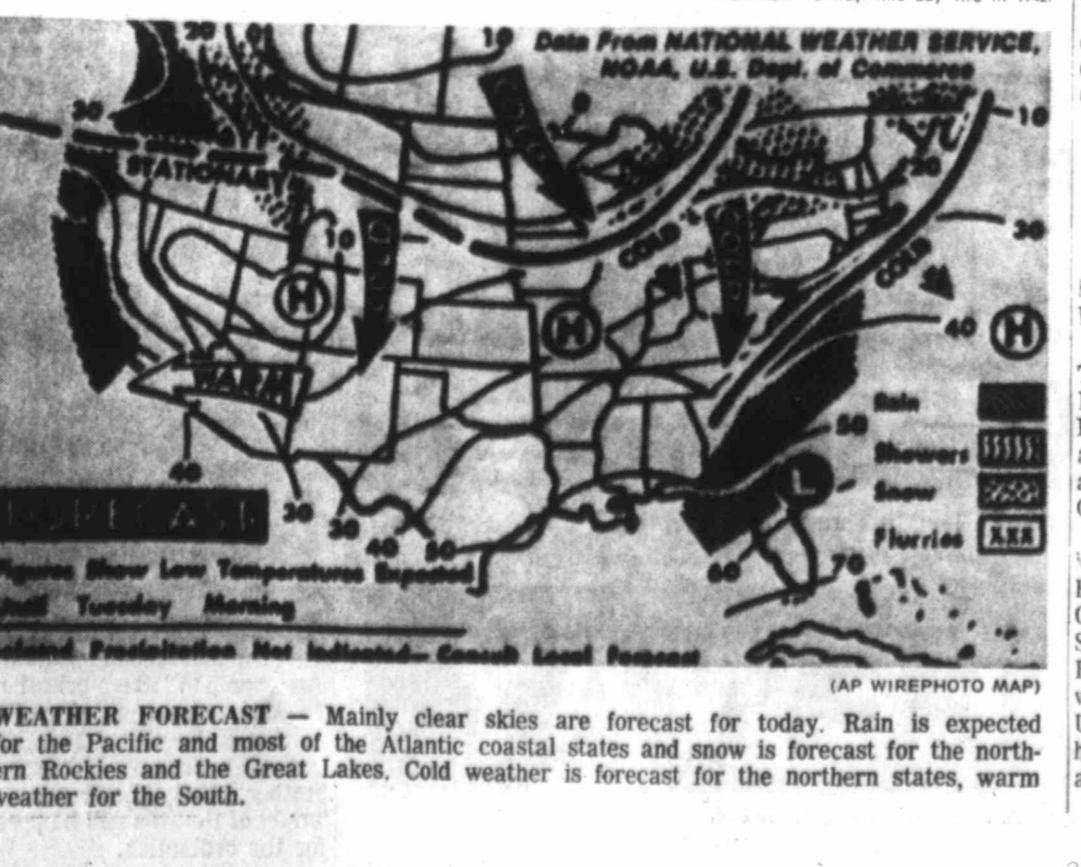 20
10
10
Data From NATIONAL WEATHER SERVICE,
NOAA, U.S. Dept. of Commerce
30
0
10
STATIONARY
20
COLD
30
10
COLD
COLD
COLD
H
H
40
H
WARM
Rain
50
Showers
40
L
Snow
FORECAST
30
30
40
50
Flurries
60
70
Figures Show Low Temperatures Expected
Until Tuesday Morning
Isolated Precipitation Not Indicated— Consult Local Forecast
(AP WIREPHOTO MAP)
WEATHER FORECAST — Mainly clear skies are forecast for today. Rain is expected
for the Pacific and most of the Atlantic coastal states and snow is forecast for the north-
ern Rockies and the Great Lakes. Cold weather is forecast for the northern states, warm
weather for the South.